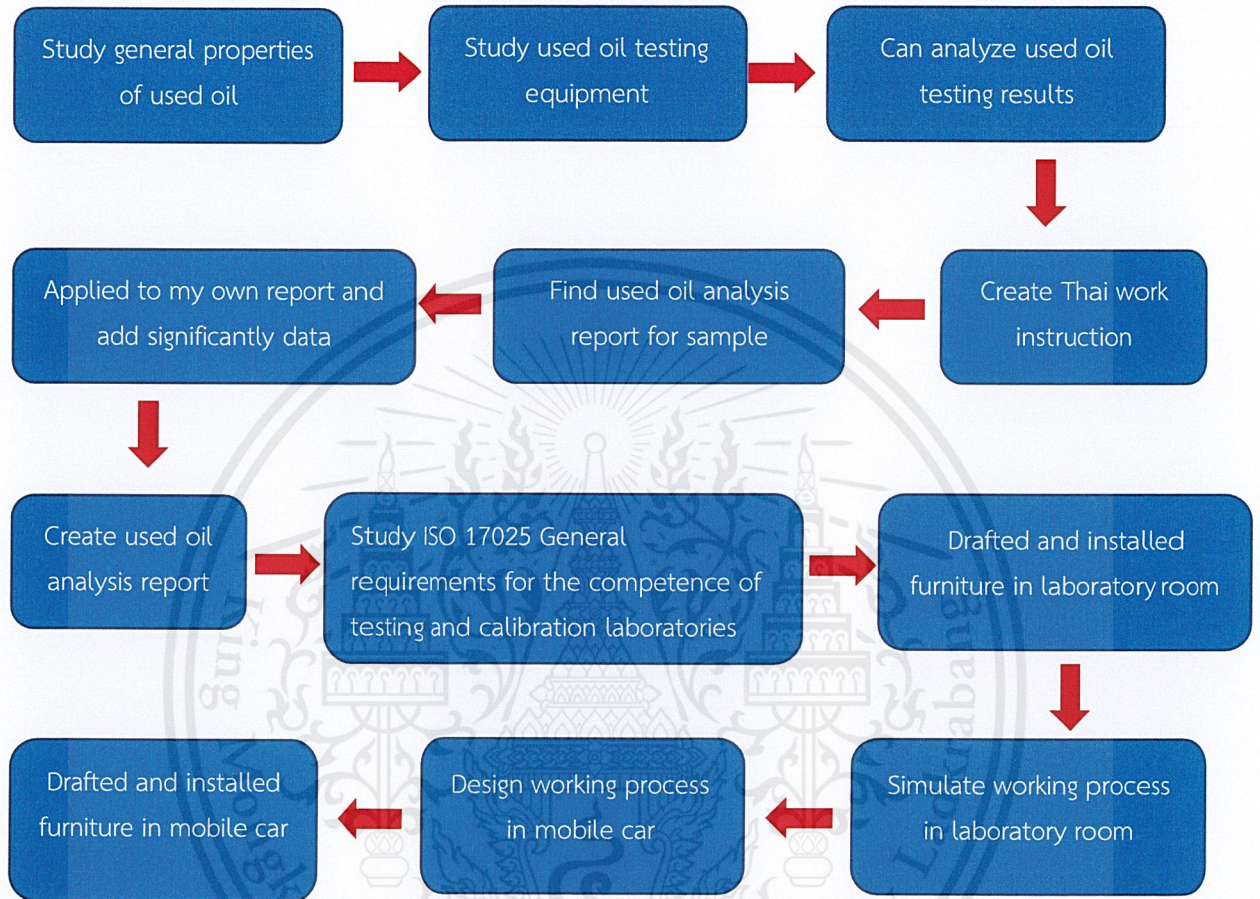 Study general properties
of used oil
Study used oil testing
equipment
Can analyze used oil
testing results
Create Thai work
instruction
Find used oil analysis
report for sample
Applied to my own report and
add significantly data
Create used oil
analysis report
Study ISO 17025 General
requirements for the competence of
testing and calibration laboratories
Drafted and installed
furniture in laboratory room
Simulate working process
in laboratory room
Design working process
in mobile car
Drafted and installed
furniture in mobile car
King